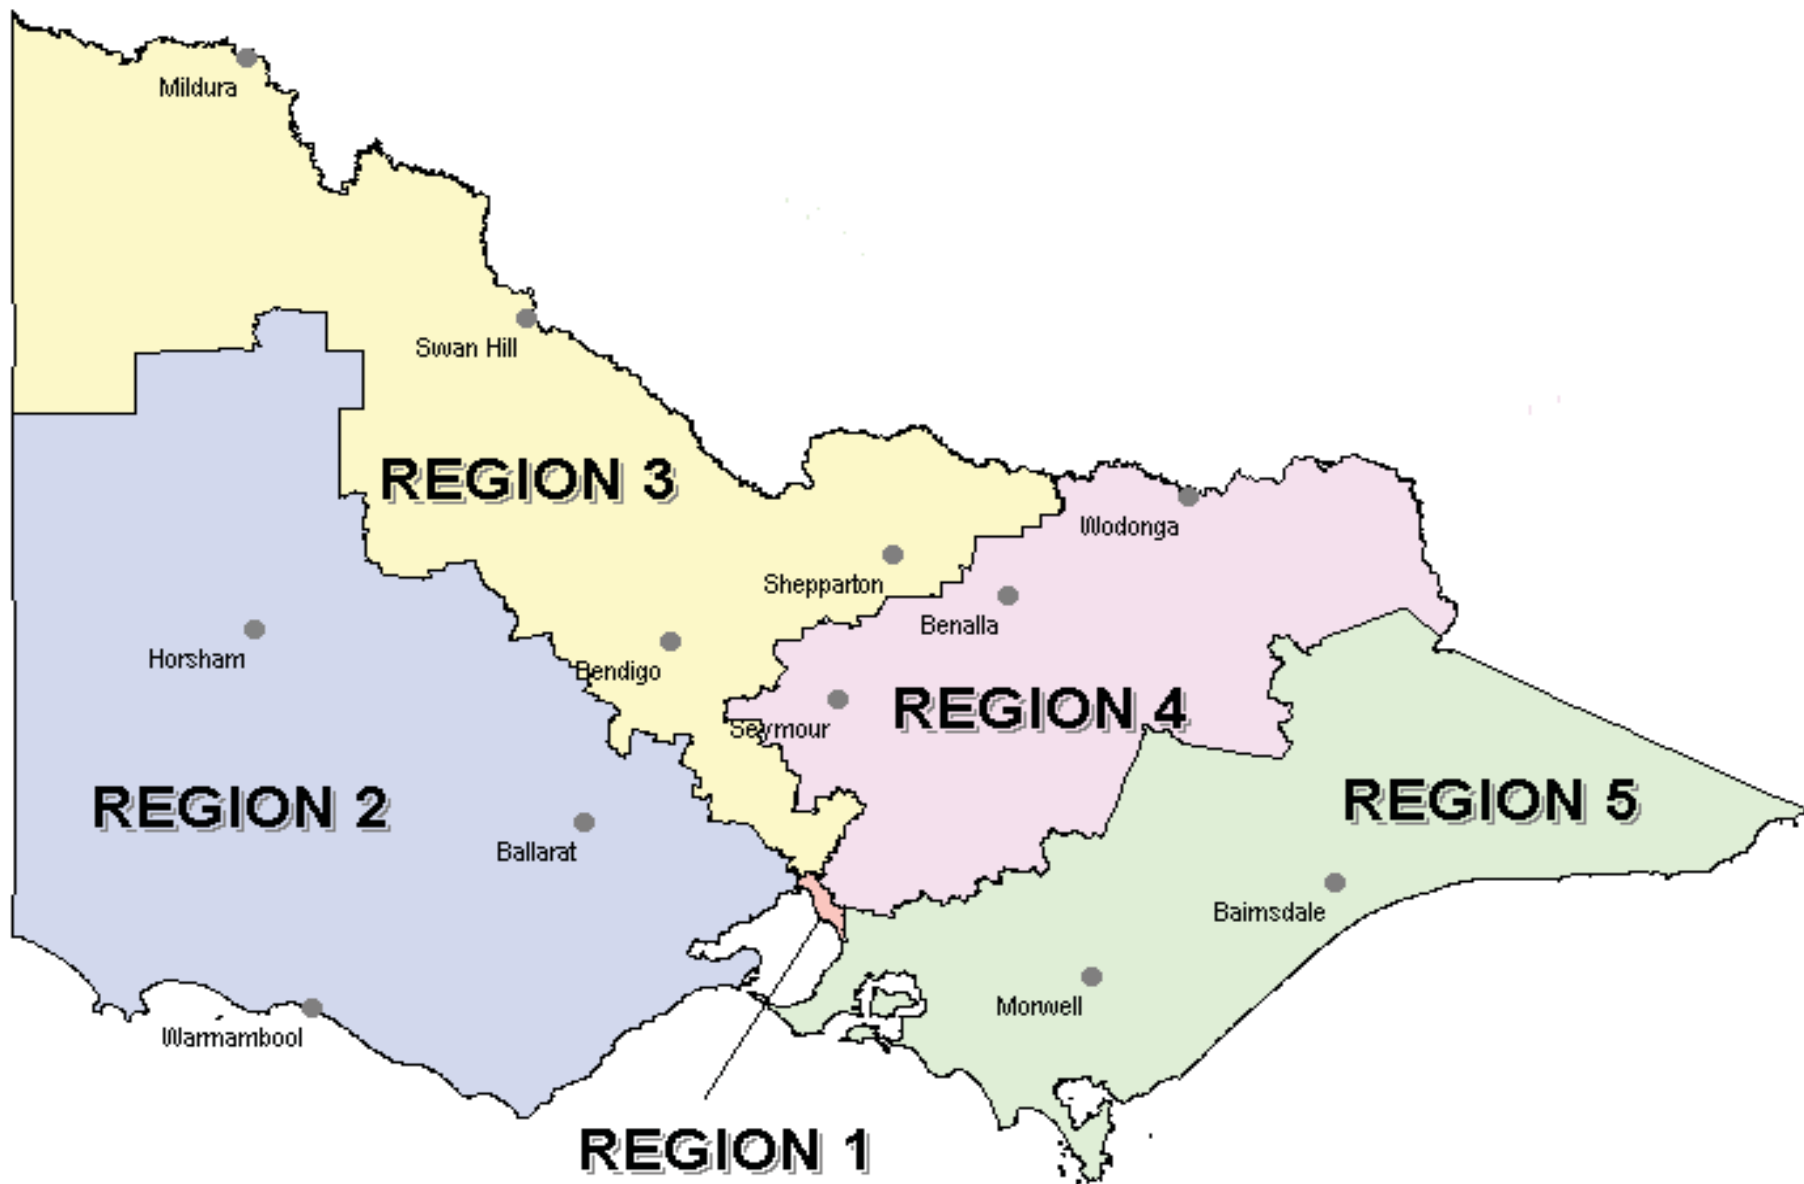 Mildura
Swan Hill
REGION 3
Wodonga
Shepparton
Benalla
Horsham
Bendigo
REGION 4
Seymour
REGION 5
REGION 2
Ballarat
Bairnsdale
Morwell
Warrnambool
REGION 1